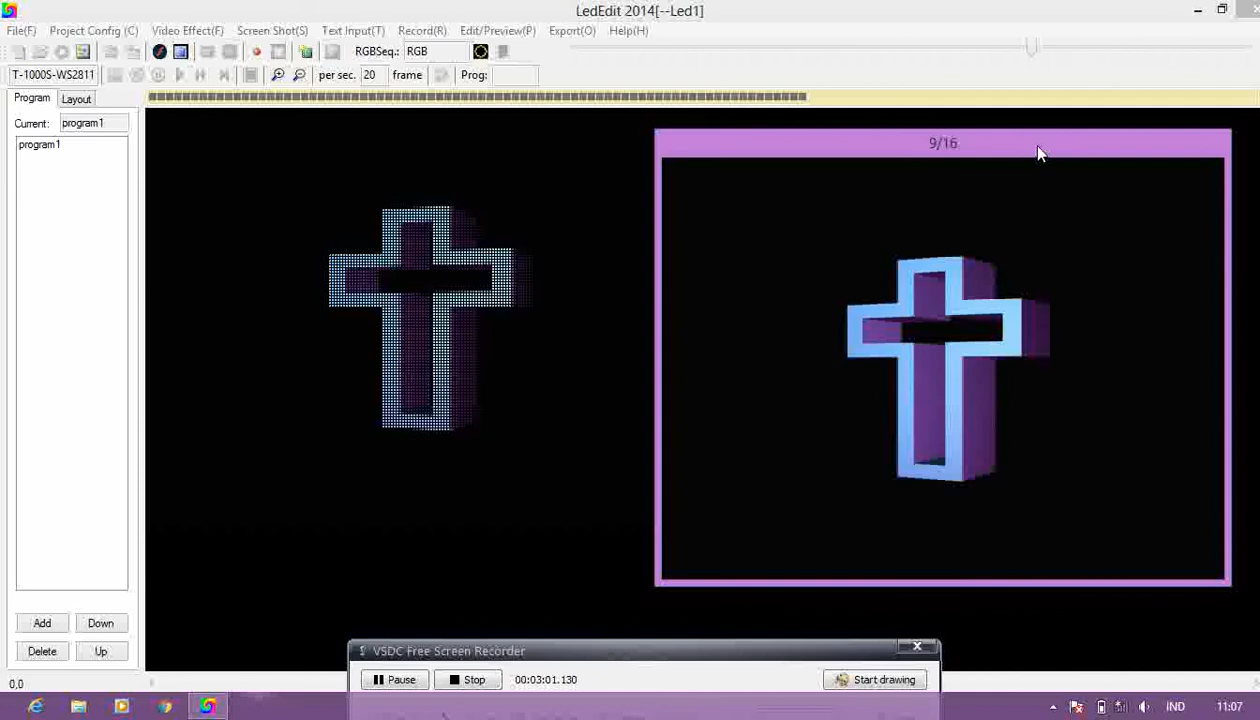 LedEdit 2014[--Led1]
File(F) Project Config (C) Video Effect(F) Screen Shot(S) Text Input(T) Record(R) Edit/Preview(P) Export(O) Help(H)
RGBSeq.: RGB
T-1000S-WS2811 per sec. 20 frame Prog:
Program Layout
Current: program1
program1
9/16
Add Down
Delete Up
0,0
VSDC Free Screen Recorder
Pause Stop 00:03:01.130 Start drawing
IND 11:07